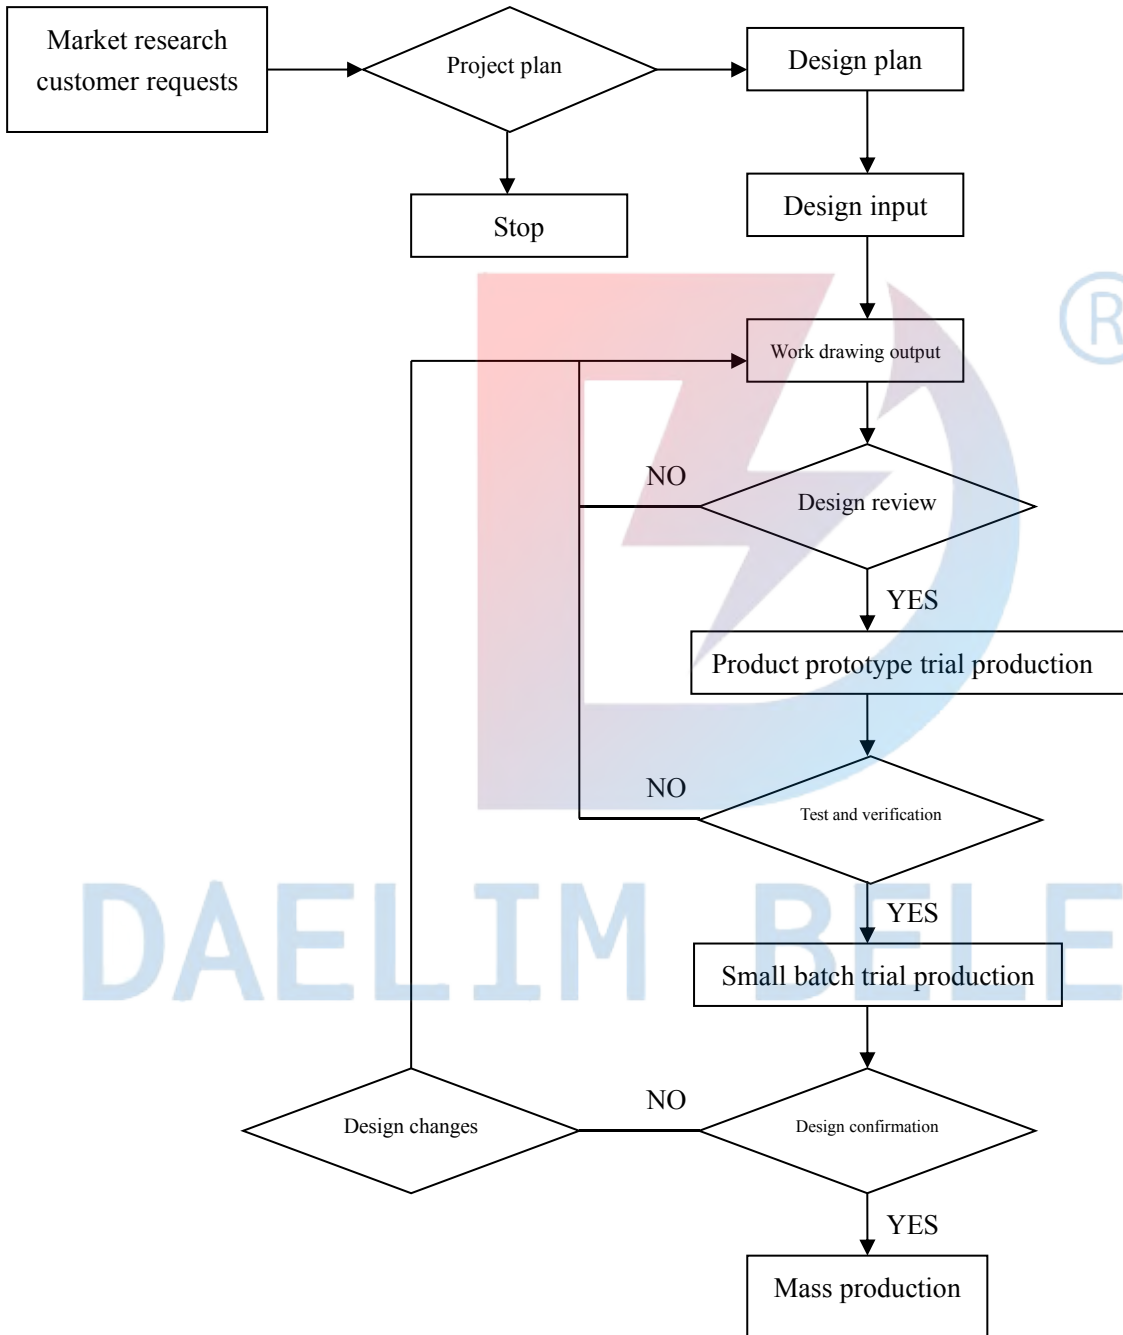 Market research
customer requests
Project plan
Design plan
Stop
Design input
®
Work drawing output
NO
Design review
YES
Product prototype trial production
NO
Test and verification
YES
DAELIM BELE
Small batch trial production
Design changes
NO
Design confirmation
YES
Mass production